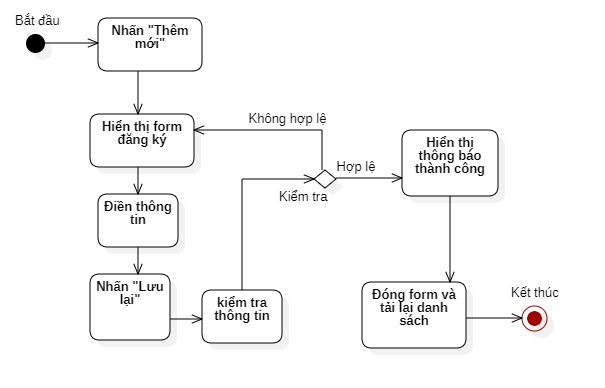 Bắt đầu
Nhấn "Thêm
mới"
Hiển thị form
đăng ký
Điền thông
tin
Nhấn "Lưu
lại"
kiểm tra
thông tin
Không hợp lệ
Hợp lệ
Kiểm tra
Hiển thị
thông báo
thành công
Đóng form và
tải lại danh
sách
Kết thúc